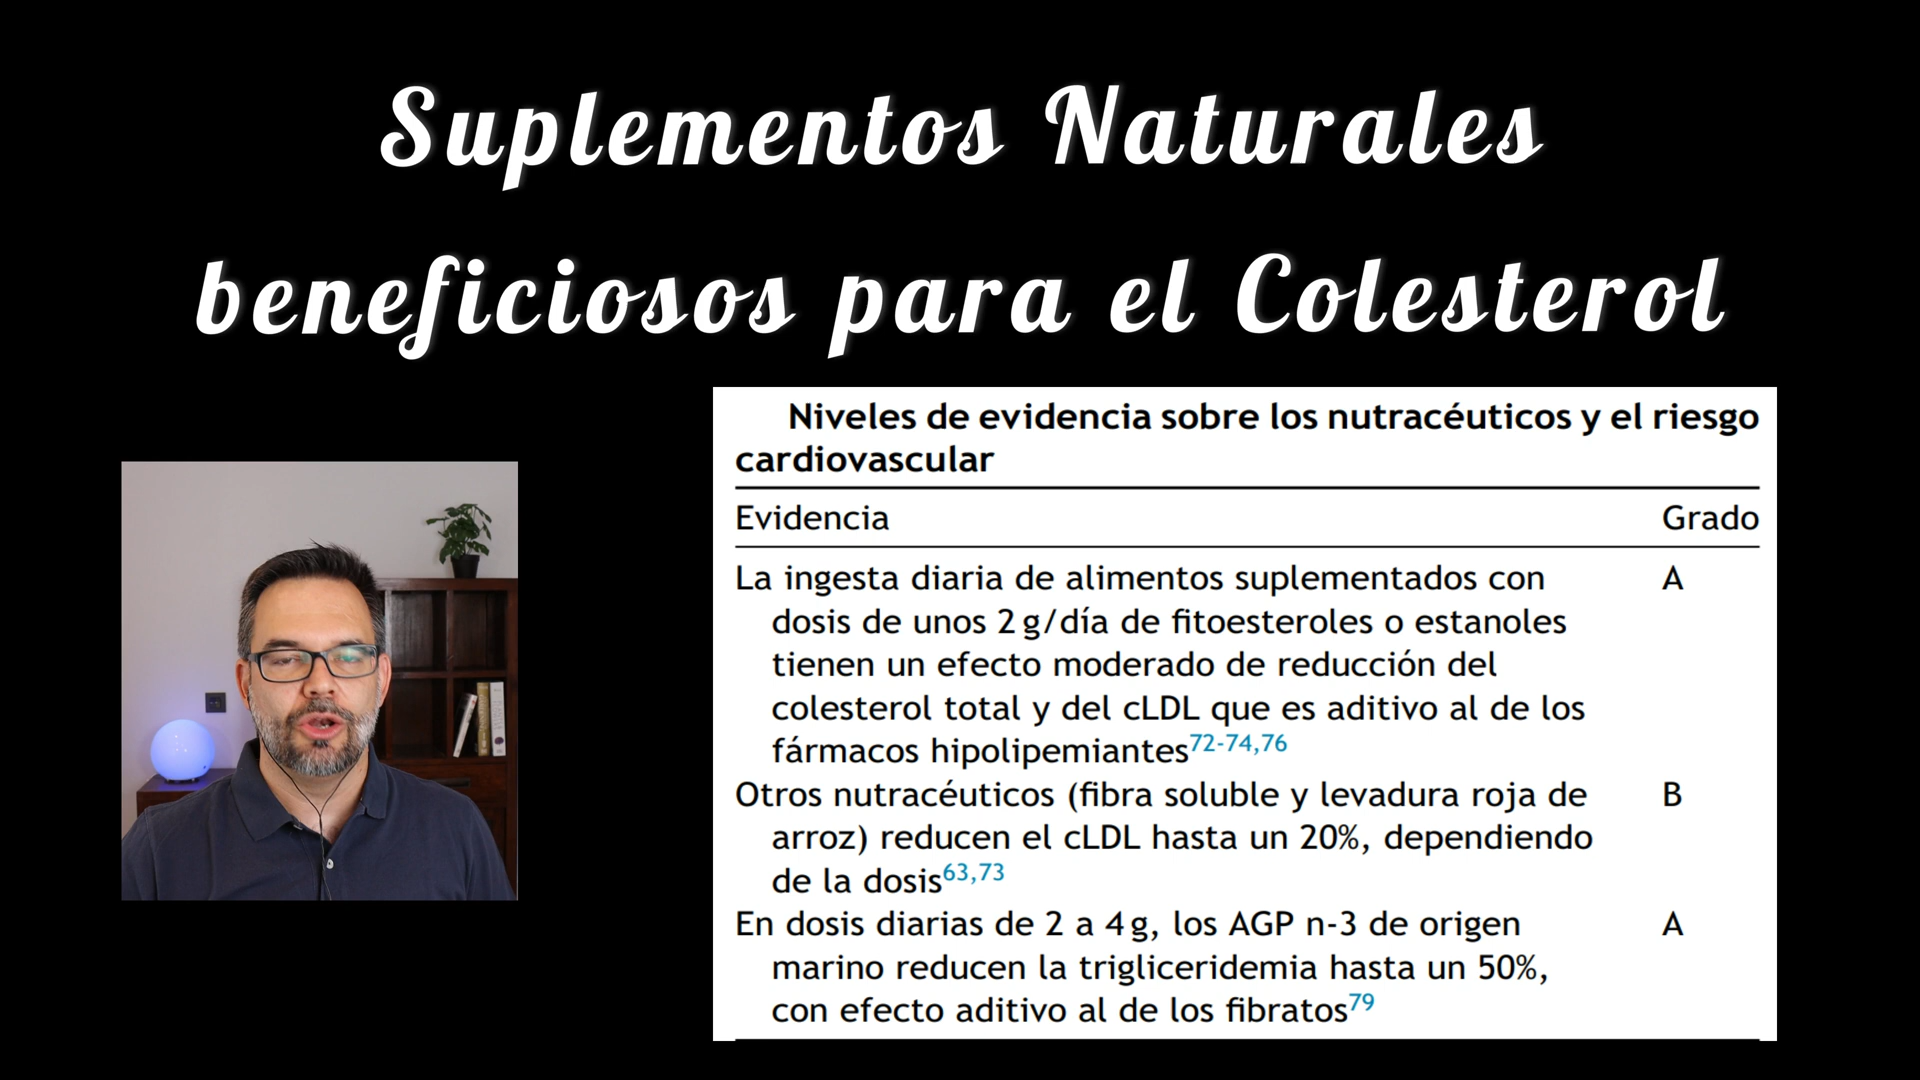 Suplementos Naturales
beneficiosos para el Colesterol
Niveles de evidencia sobre los nutracéuticos y el riesgo
cardiovascular
Evidencia Grado
La ingesta diaria de alimentos suplementados con A
dosis de unos 2 g/día de fitoesteroles o estanoles
tienen un efecto moderado de reducción del
colesterol total y del cLDL que es aditivo al de los
fármacos hipolipemiantes72-74,76
Otros nutracéuticos (fibra soluble y levadura roja de B
arroz) reducen el cLDL hasta un 20%, dependiendo
de la dosis63,73
En dosis diarias de 2 a 4 g, los AGP n-3 de origen A
marino reducen la trigliceridemia hasta un 50%,
con efecto aditivo al de los fibratos79